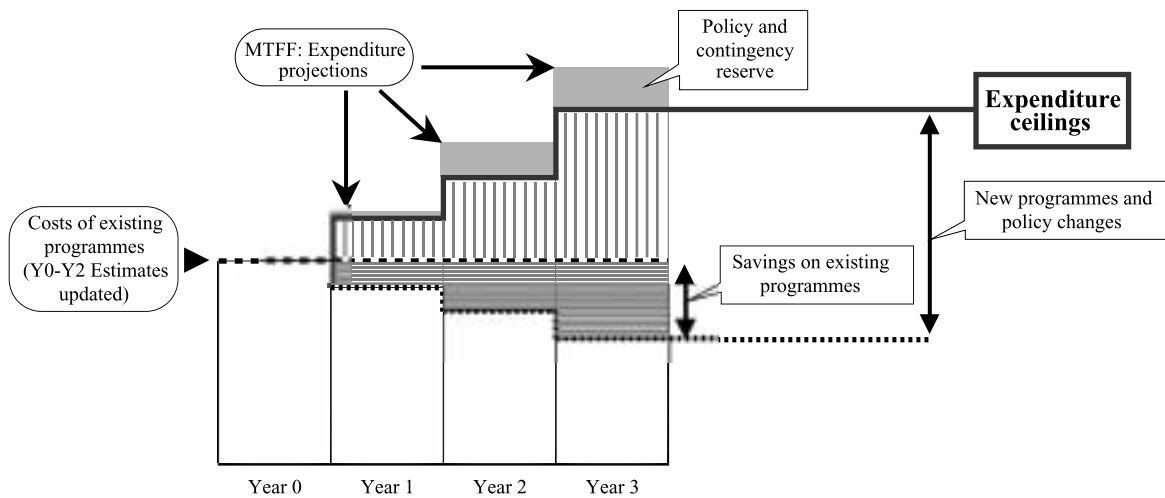 MTFF: Expenditure
projections
Policy and
contingency
reserve
Expenditure
ceilings
New programmes and
policy changes
Costs of existing
programmes
(Y0-Y2 Estimates
updated)
Savings on existing
programmes
Year 0
Year 1
Year 2
Year 3